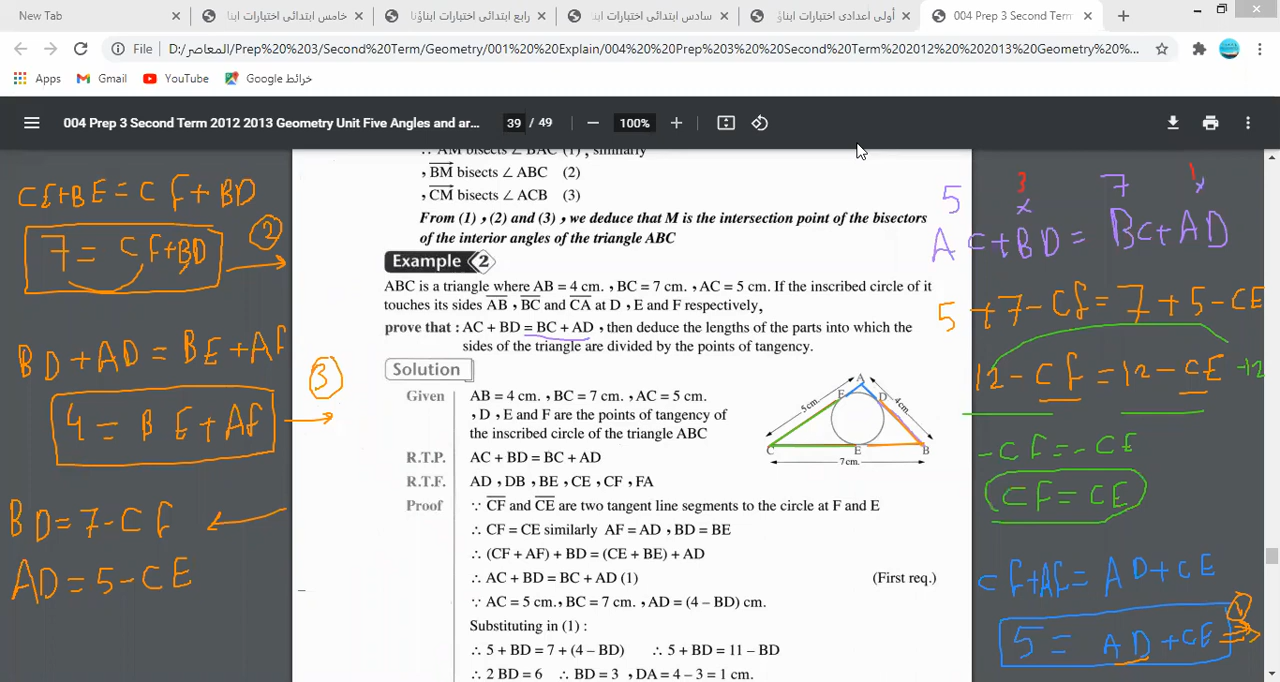 New Tab
خامس ابتدائى اختبارات ابنا
رابع ابتدائى اختبارات ابناؤنا
سادس ابتدائى اختبارات ابنا
أولى اعدادى اختبارات ابناؤ
004 Prep 3 Second Term
File D:/المعاصر/Prep%20%203/Second%20Term/Geometry/001%20%20Explain/004%20%20Prep%203%20%20Second%20Term%202012%20%202013%20Geometry%20%...
Apps Gmail YouTube خرائط Google
004 Prep 3 Second Term 2012 2013 Geometry Unit Five Angles and ar...
39 / 49
100%
∴ AM bisects ∠ BAC (1), similarly
, BM bisects ∠ ABC (2)
, CM bisects ∠ ACB (3)
From (1) , (2) and (3) , we deduce that M is the intersection point of the bisectors
of the interior angles of the triangle ABC
Example 2
ABC is a triangle where AB = 4 cm. , BC = 7 cm. , AC = 5 cm. If the inscribed circle of it
touches its sides AB , BC and CA at D , E and F respectively,
prove that : AC + BD = BC + AD , then deduce the lengths of the parts into which the
sides of the triangle are divided by the points of tangency.
Solution
Given AB = 4 cm. , BC = 7 cm. , AC = 5 cm.
, D , E and F are the points of tangency of
the inscribed circle of the triangle ABC
R.T.P. AC + BD = BC + AD
R.T.F. AD , DB , BE , CE , CF , FA
Proof ∵ CF and CE are two tangent line segments to the circle at F and E
∴ CF = CE similarly AF = AD , BD = BE
∴ (CF + AF) + BD = (CE + BE) + AD
∴ AC + BD = BC + AD (1) (First req.)
∵ AC = 5 cm. , BC = 7 cm. , AD = (4 – BD) cm.
Substituting in (1) :
∴ 5 + BD = 7 + (4 – BD) ∴ 5 + BD = 11 – BD
∴ 2 BD = 6 ∴ BD = 3 , DA = 4 – 3 = 1 cm.
A
F D
5 cm. 4 cm.
C E B
7 cm.
CE+BE = CF+BD
7 = CF+BD 2
BD+AD = BE+AF
3
4 = BE+AF
BD = 7-CF
AD = 5-CE
5 3 7 1
x x
AC+BD = BC+AD
5+7-CF = 7+5-CE
12-CF = 12-CE -12
-CF = -CE
CF = CE
CF+AF = AD+CE
5 = AD+CE 1